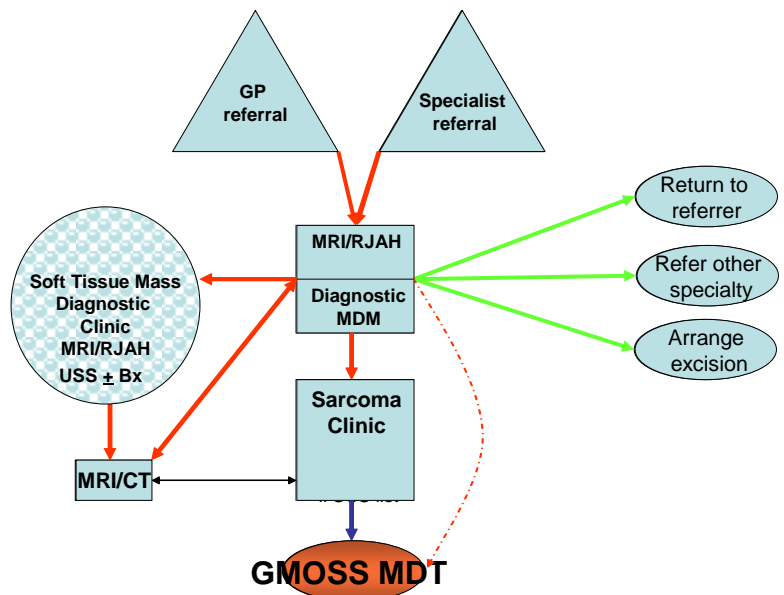 GP
referral
Specialist
referral
MRI/RJAH
Diagnostic
MDM
Return to
referrer
Refer other
specialty
Arrange
excision
Soft Tissue Mass
Diagnostic
Clinic
MRI/RJAH
USS ± Bx
Sarcoma
Clinic
MRI/CT
GMOSS MDT